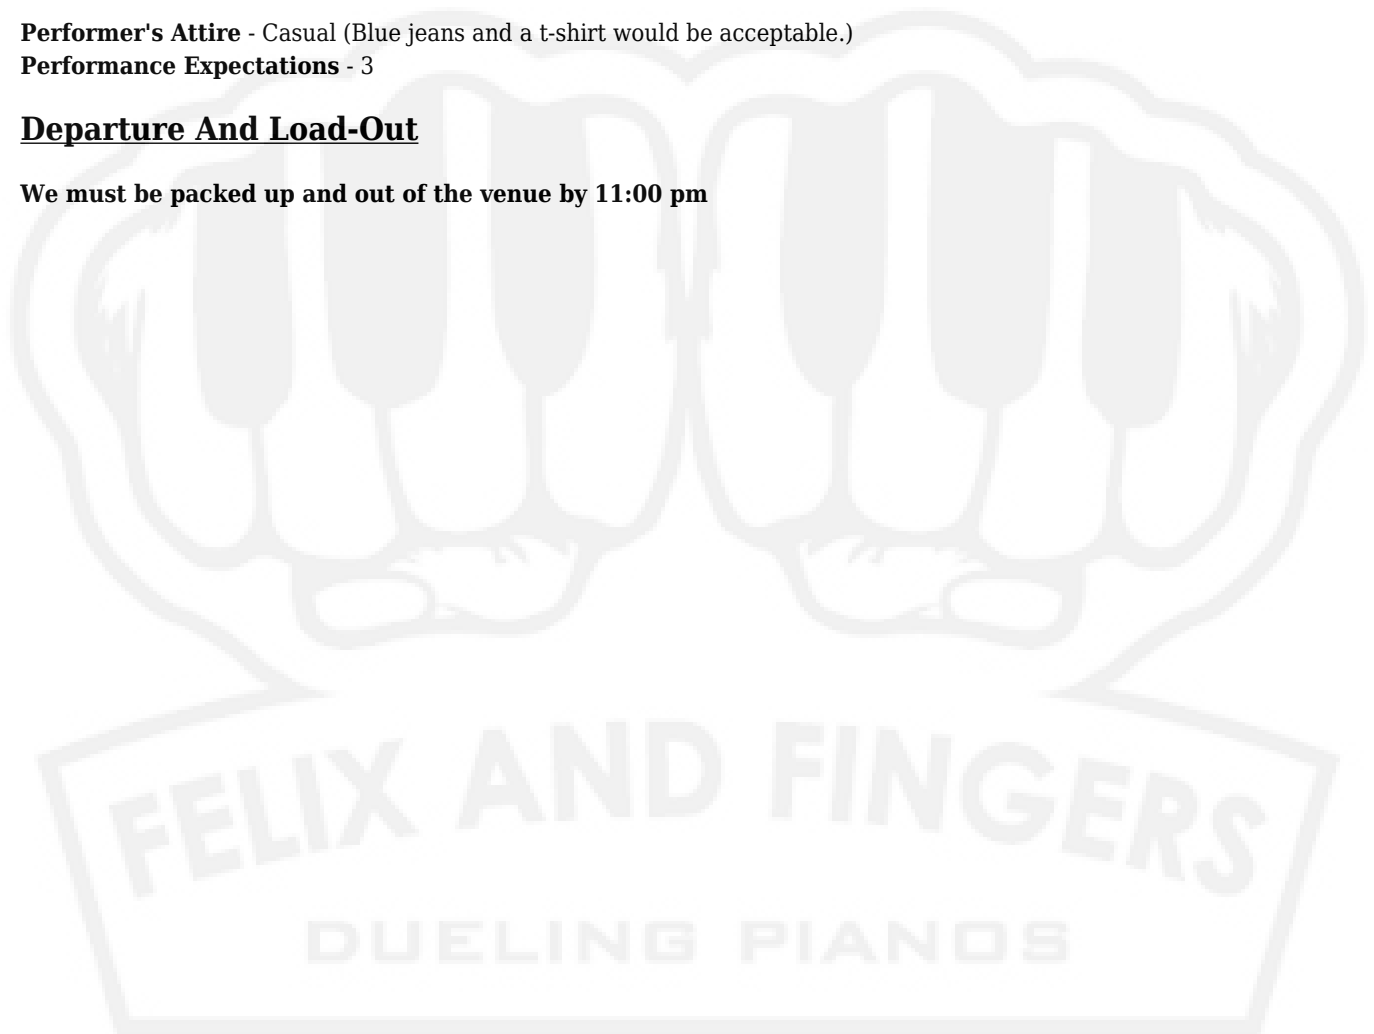 Performer's Attire - Casual (Blue jeans and a t-shirt would be acceptable.)
Performance Expectations - 3
Departure And Load-Out
We must be packed up and out of the venue by 11:00 pm
FELIX AND FINGERS
DUELING PIANOS